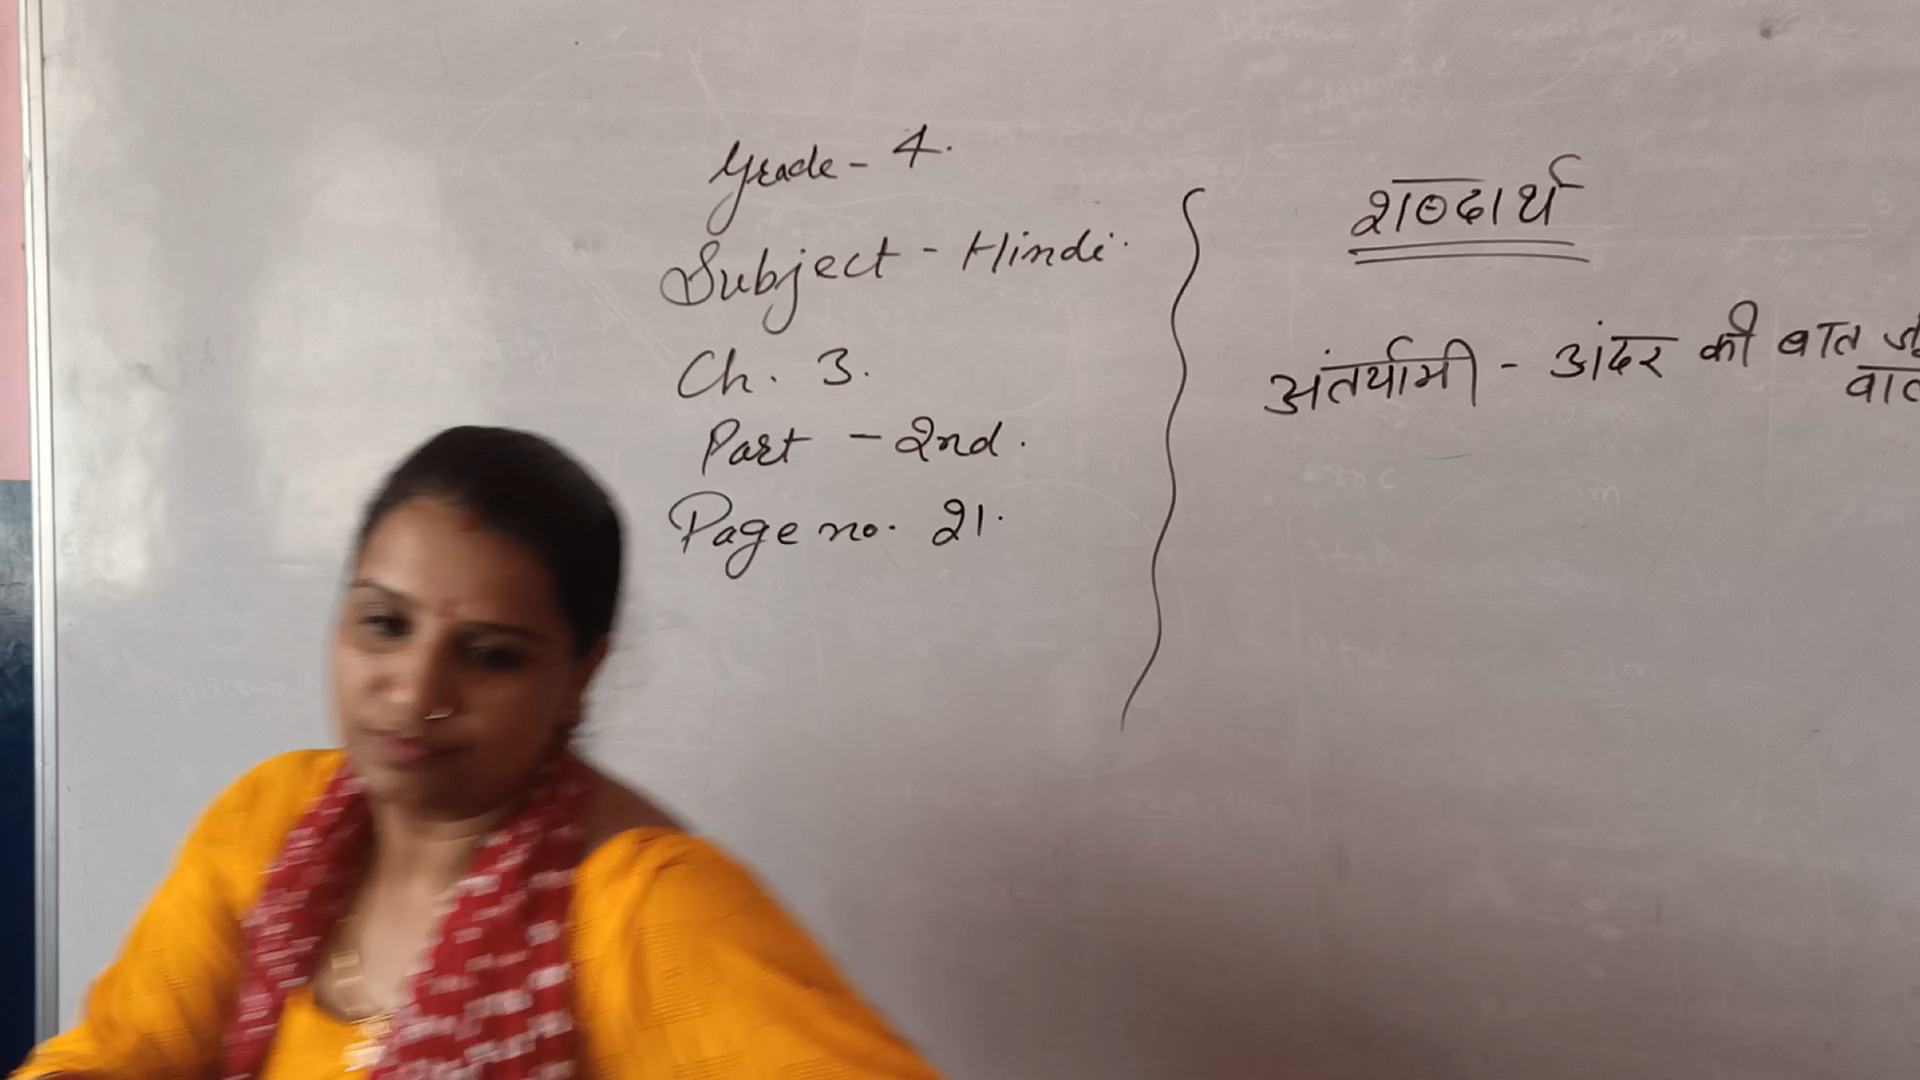 Grade - 4.
Subject - Hindi.
Ch. 3.
Part - 2nd.
Page no. 21.
शब्दार्थ
अंतर्यामी - अंदर की बात